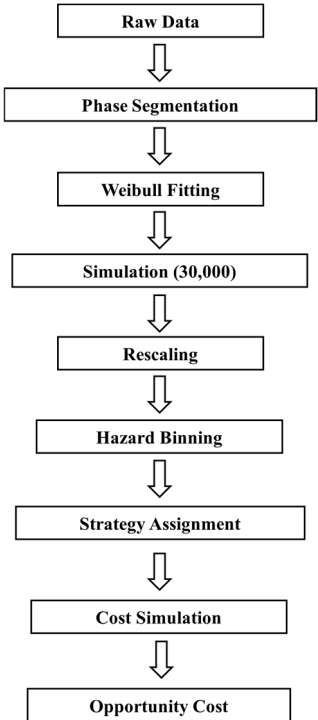 Raw Data
Phase Segmentation
Weibull Fitting
Simulation (30,000)
Rescaling
Hazard Binning
Strategy Assignment
Cost Simulation
Opportunity Cost